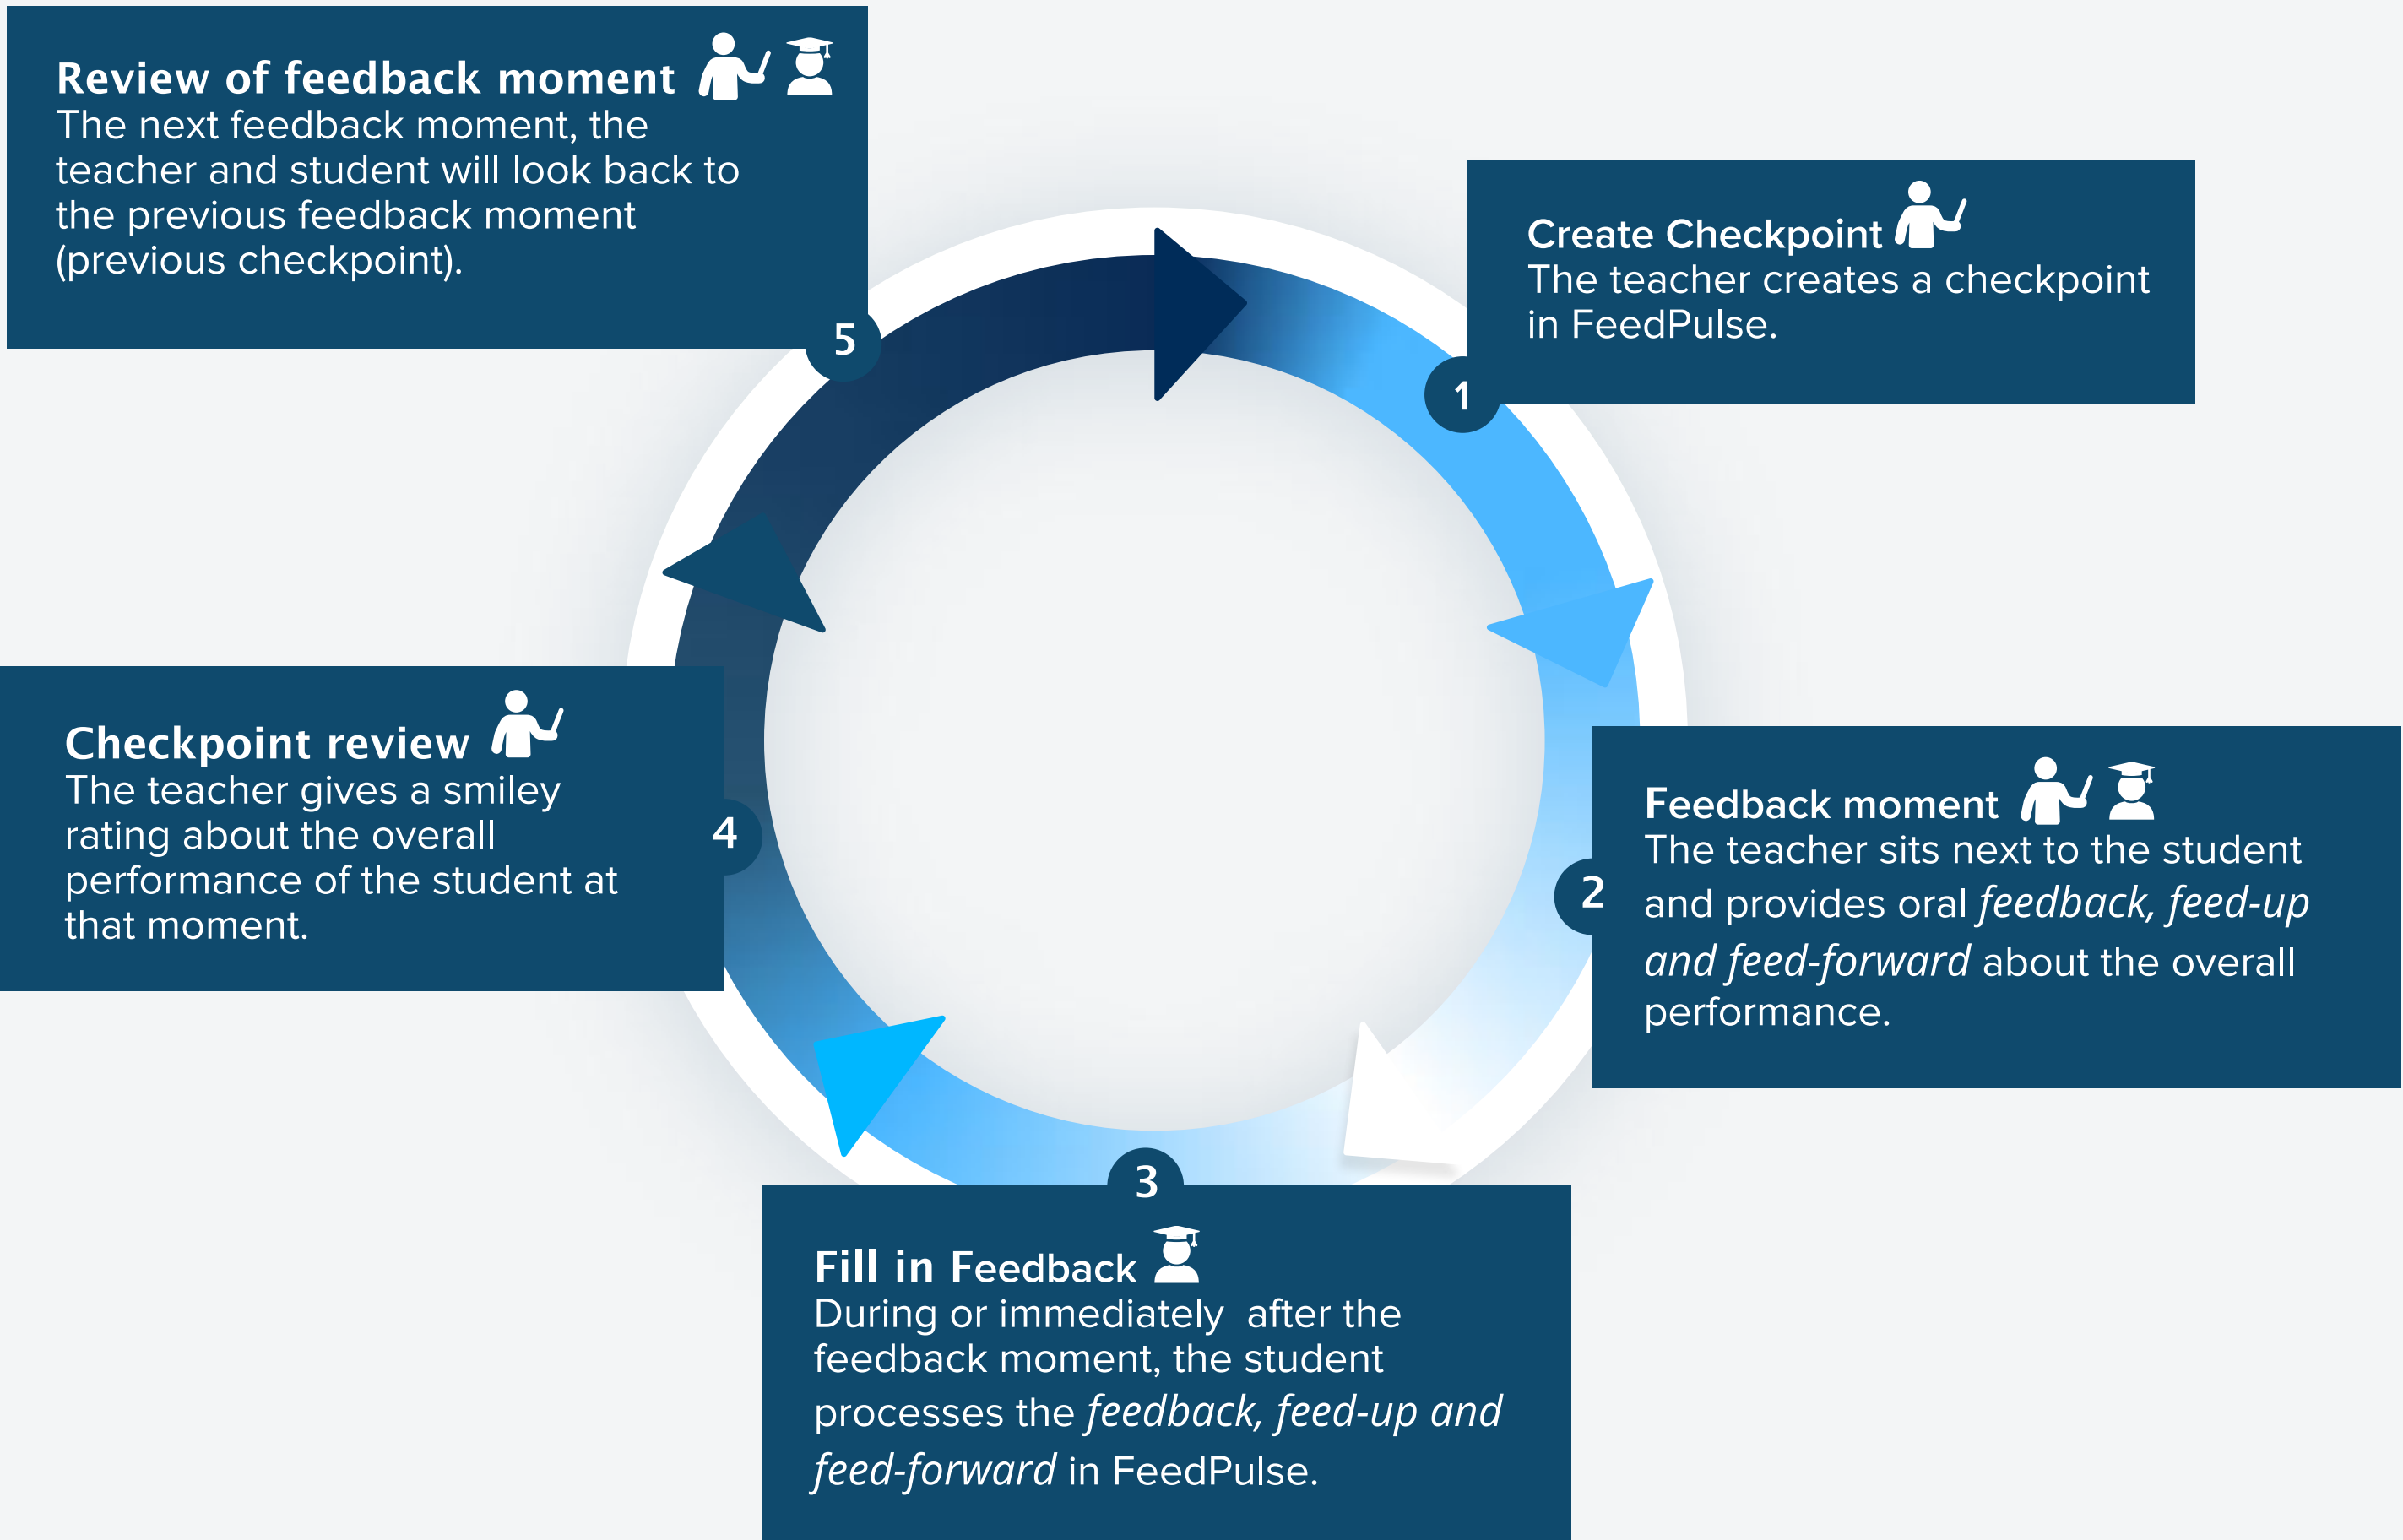 Review of feedback moment
The next feedback moment, the
teacher and student will look back to
the previous feedback moment
(previous checkpoint).
5
Create Checkpoint
The teacher creates a checkpoint
in FeedPulse.
1
Feedback moment
The teacher sits next to the student
and provides oral feedback, feed-up
and feed-forward about the overall
performance.
2
3
Fill in Feedback
During or immediately  after the
feedback moment, the student
processes the feedback, feed-up and
feed-forward in FeedPulse.
Checkpoint review
The teacher gives a smiley
rating about the overall
performance of the student at
that moment.
4